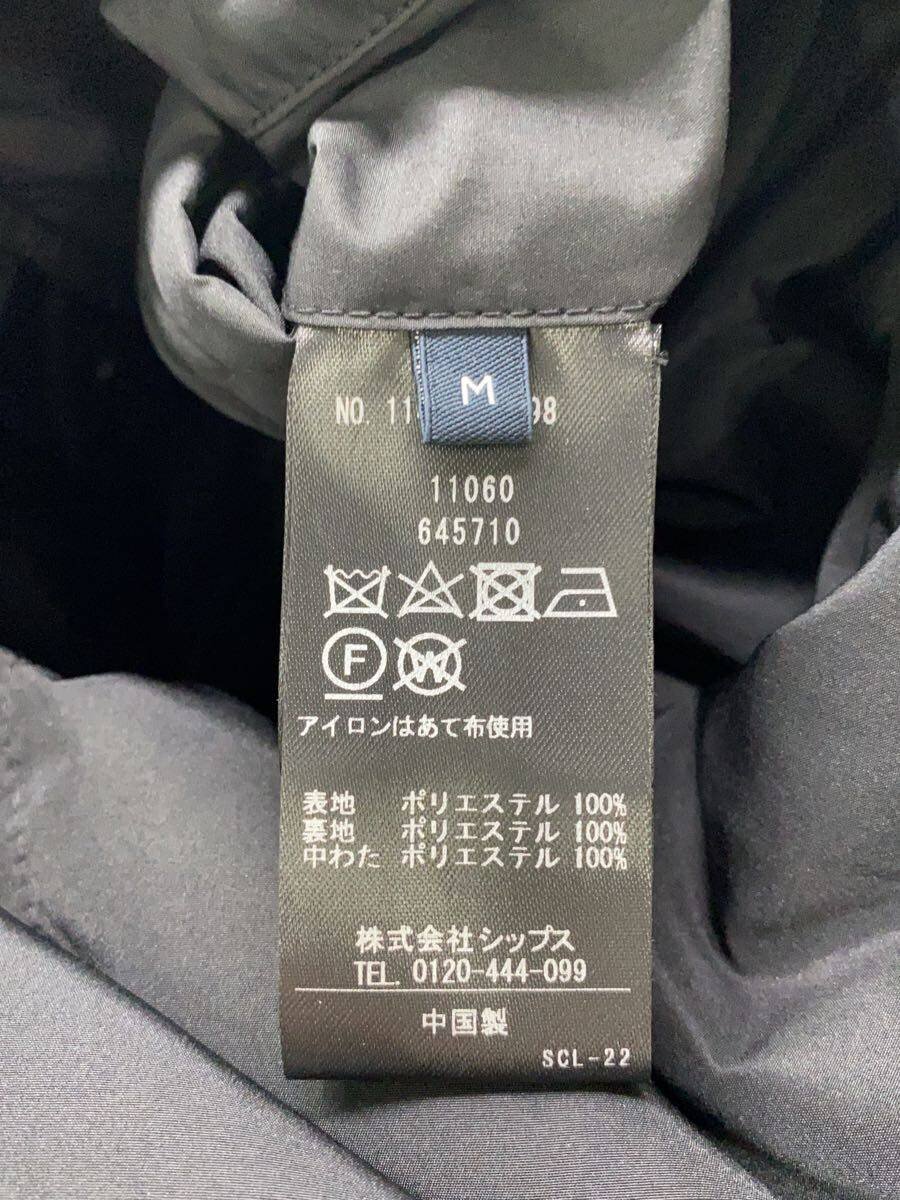 M
NO. 11 98
11060
645710
F
W
アイロンはあて布使用
表地 ポリエステル 100%
裏地 ポリエステル 100%
中わた ポリエステル 100%
株式会社シップス
TEL. 0120-444-099
中国製
SCL-22